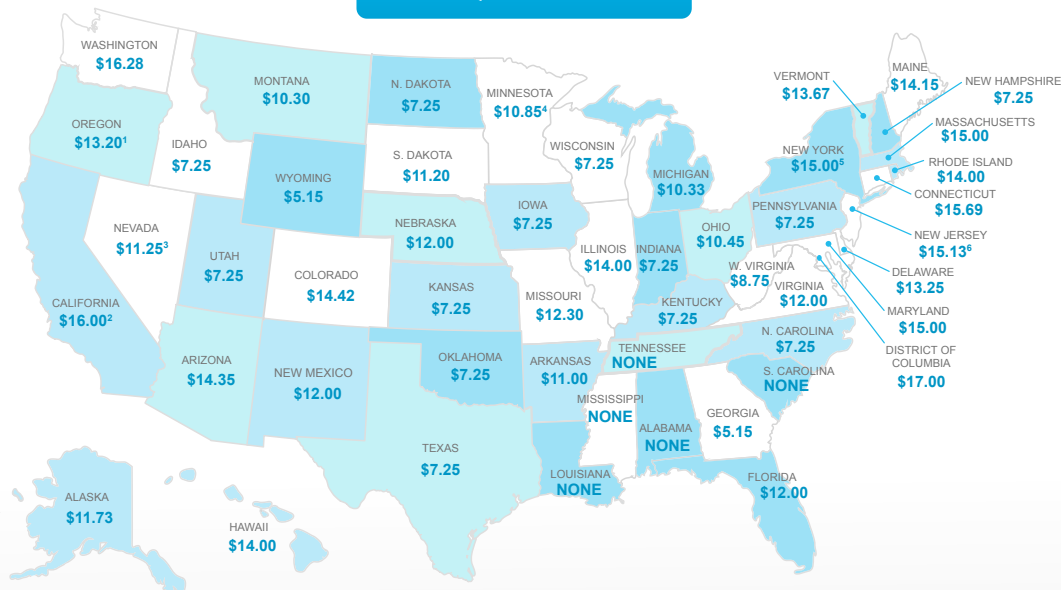 WASHINGTON
$16.28
MONTANA
$10.30
N. DAKOTA
$7.25
MINNESOTA
$10.85⁴
VERMONT
$13.67
MAINE
$14.15
NEW HAMPSHIRE
$7.25
OREGON
$13.20¹
IDAHO
$7.25
WYOMING
$5.15
S. DAKOTA
$11.20
WISCONSIN
$7.25
MICHIGAN
$10.33
NEW YORK
$15.00⁵
MASSACHUSETTS
$15.00
RHODE ISLAND
$14.00
CONNECTICUT
$15.69
NEVADA
$11.25³
UTAH
$7.25
COLORADO
$14.42
NEBRASKA
$12.00
IOWA
$7.25
ILLINOIS
$14.00
INDIANA
$7.25
OHIO
$10.45
PENNSYLVANIA
$7.25
NEW JERSEY
$15.13⁶
CALIFORNIA
$16.00²
KANSAS
$7.25
MISSOURI
$12.30
KENTUCKY
$7.25
W. VIRGINIA
$8.75
VIRGINIA
$12.00
DELAWARE
$13.25
MARYLAND
$15.00
DISTRICT OF
COLUMBIA
$17.00
ARIZONA
$14.35
NEW MEXICO
$12.00
OKLAHOMA
$7.25
ARKANSAS
$11.00
TENNESSEE
NONE
N. CAROLINA
$7.25
S. CAROLINA
NONE
MISSISSIPPI
NONE
ALABAMA
NONE
GEORGIA
$5.15
TEXAS
$7.25
LOUISIANA
NONE
FLORIDA
$12.00
ALASKA
$11.73
HAWAII
$14.00